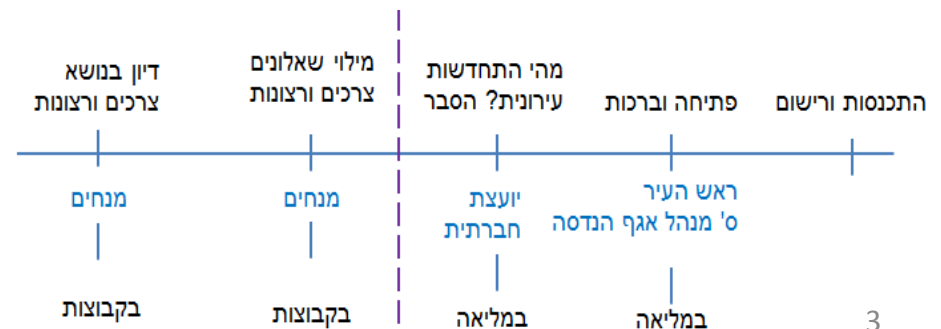 התכנסות ורישום
פתיחה וברכות
מהי התחדשות
עירונית? הסבר
מילוי שאלונים
צרכים ורצונות
דיון בנושא
צרכים ורצונות
ראש העיר
ס' מנהל אגף הנדסה
יועצת
חברתית
מנחים
מנחים
במליאה
במליאה
בקבוצות
בקבוצות
3